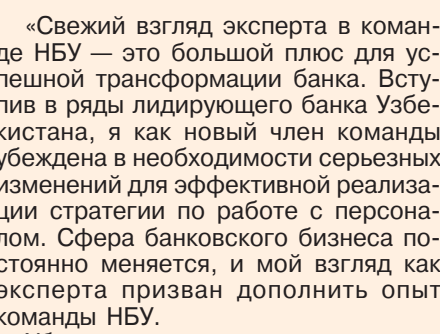 «Свежий взгляд эксперта в коман-
де НБУ — это большой плюс для ус-
пешной трансформации банка. Всту-
пив в ряды лидирующего банка Узбе-
кистана, я как новый член команды
убеждена в необходимости серьезных
изменений для эффективной реализа-
ции стратегии по работе с персона-
лом. Сфера банковского бизнеса по-
стоянно меняется, и мой взгляд как
эксперта призван дополнить опыт
команды НБУ.